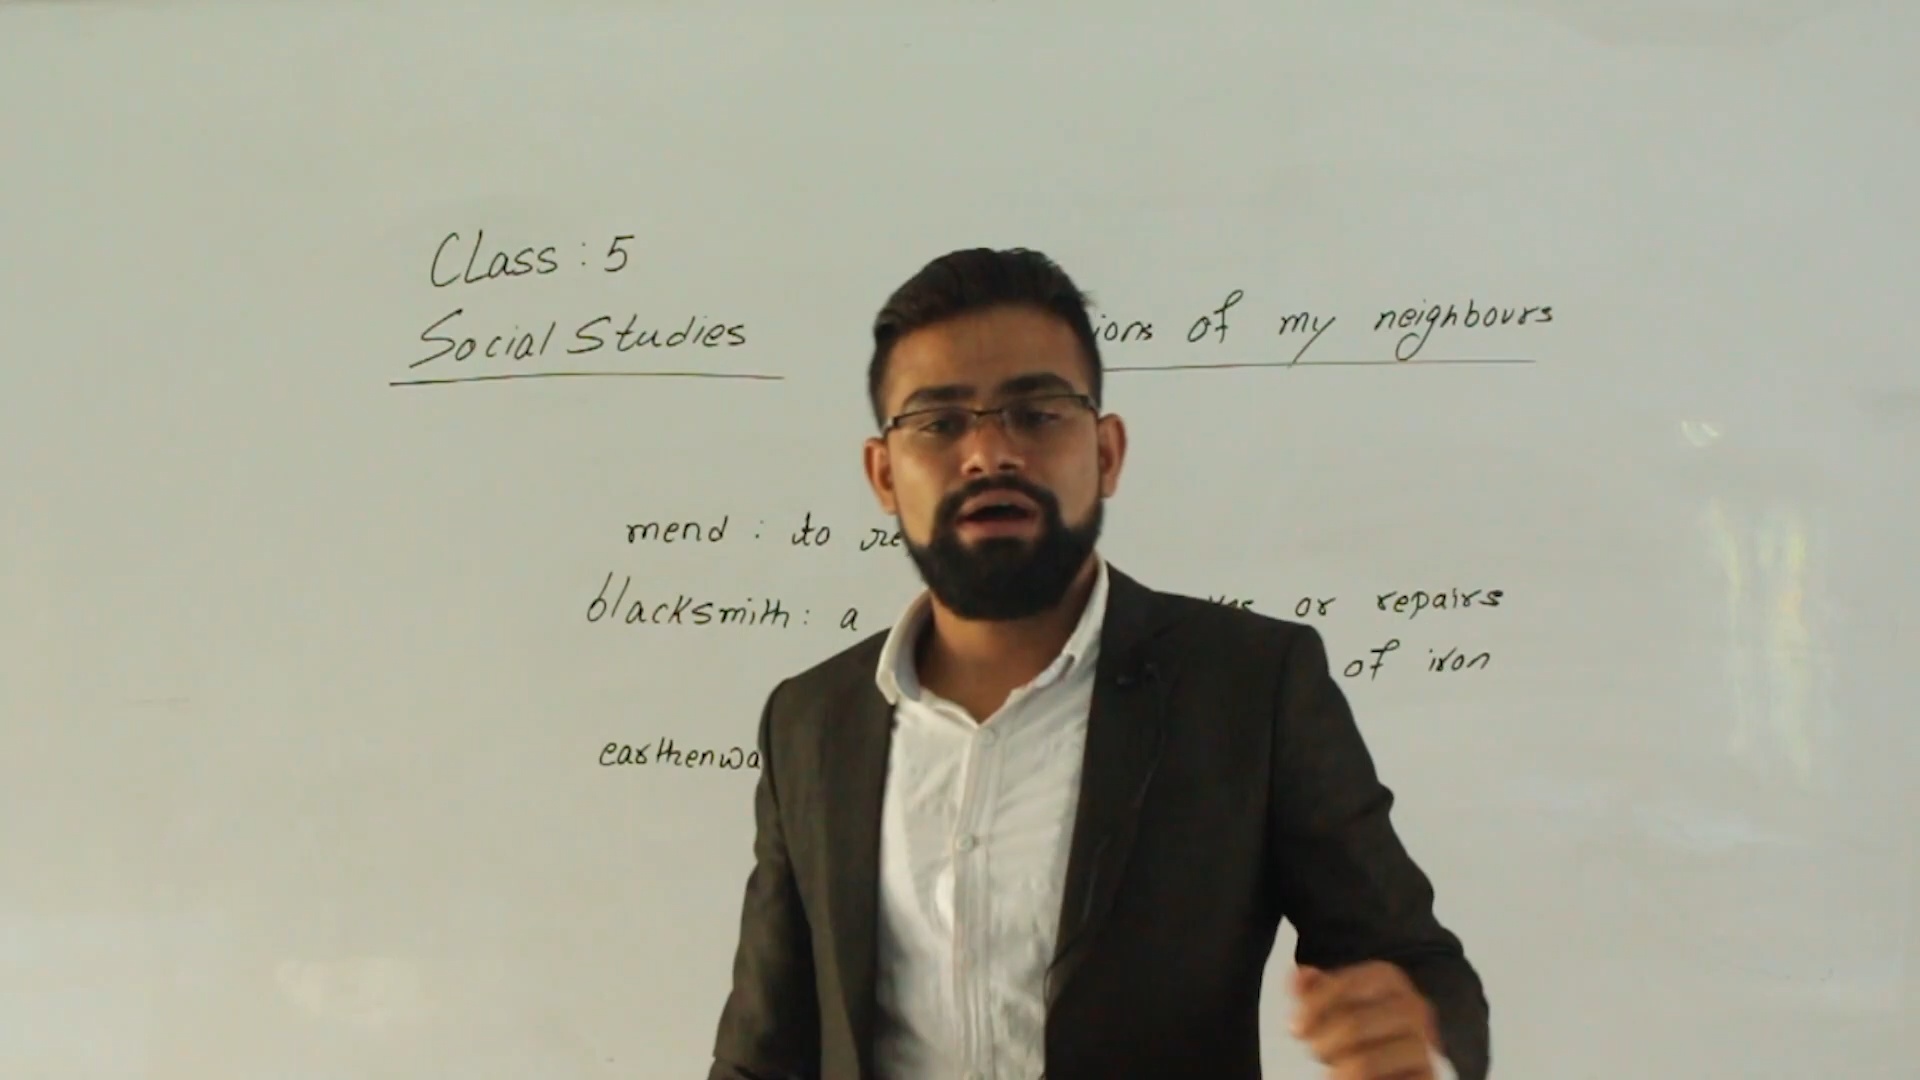 Class : 5
Social Studies
ions of my neighbours
mend : to re
blacksmith : a or repairs
of iron
earthenwa